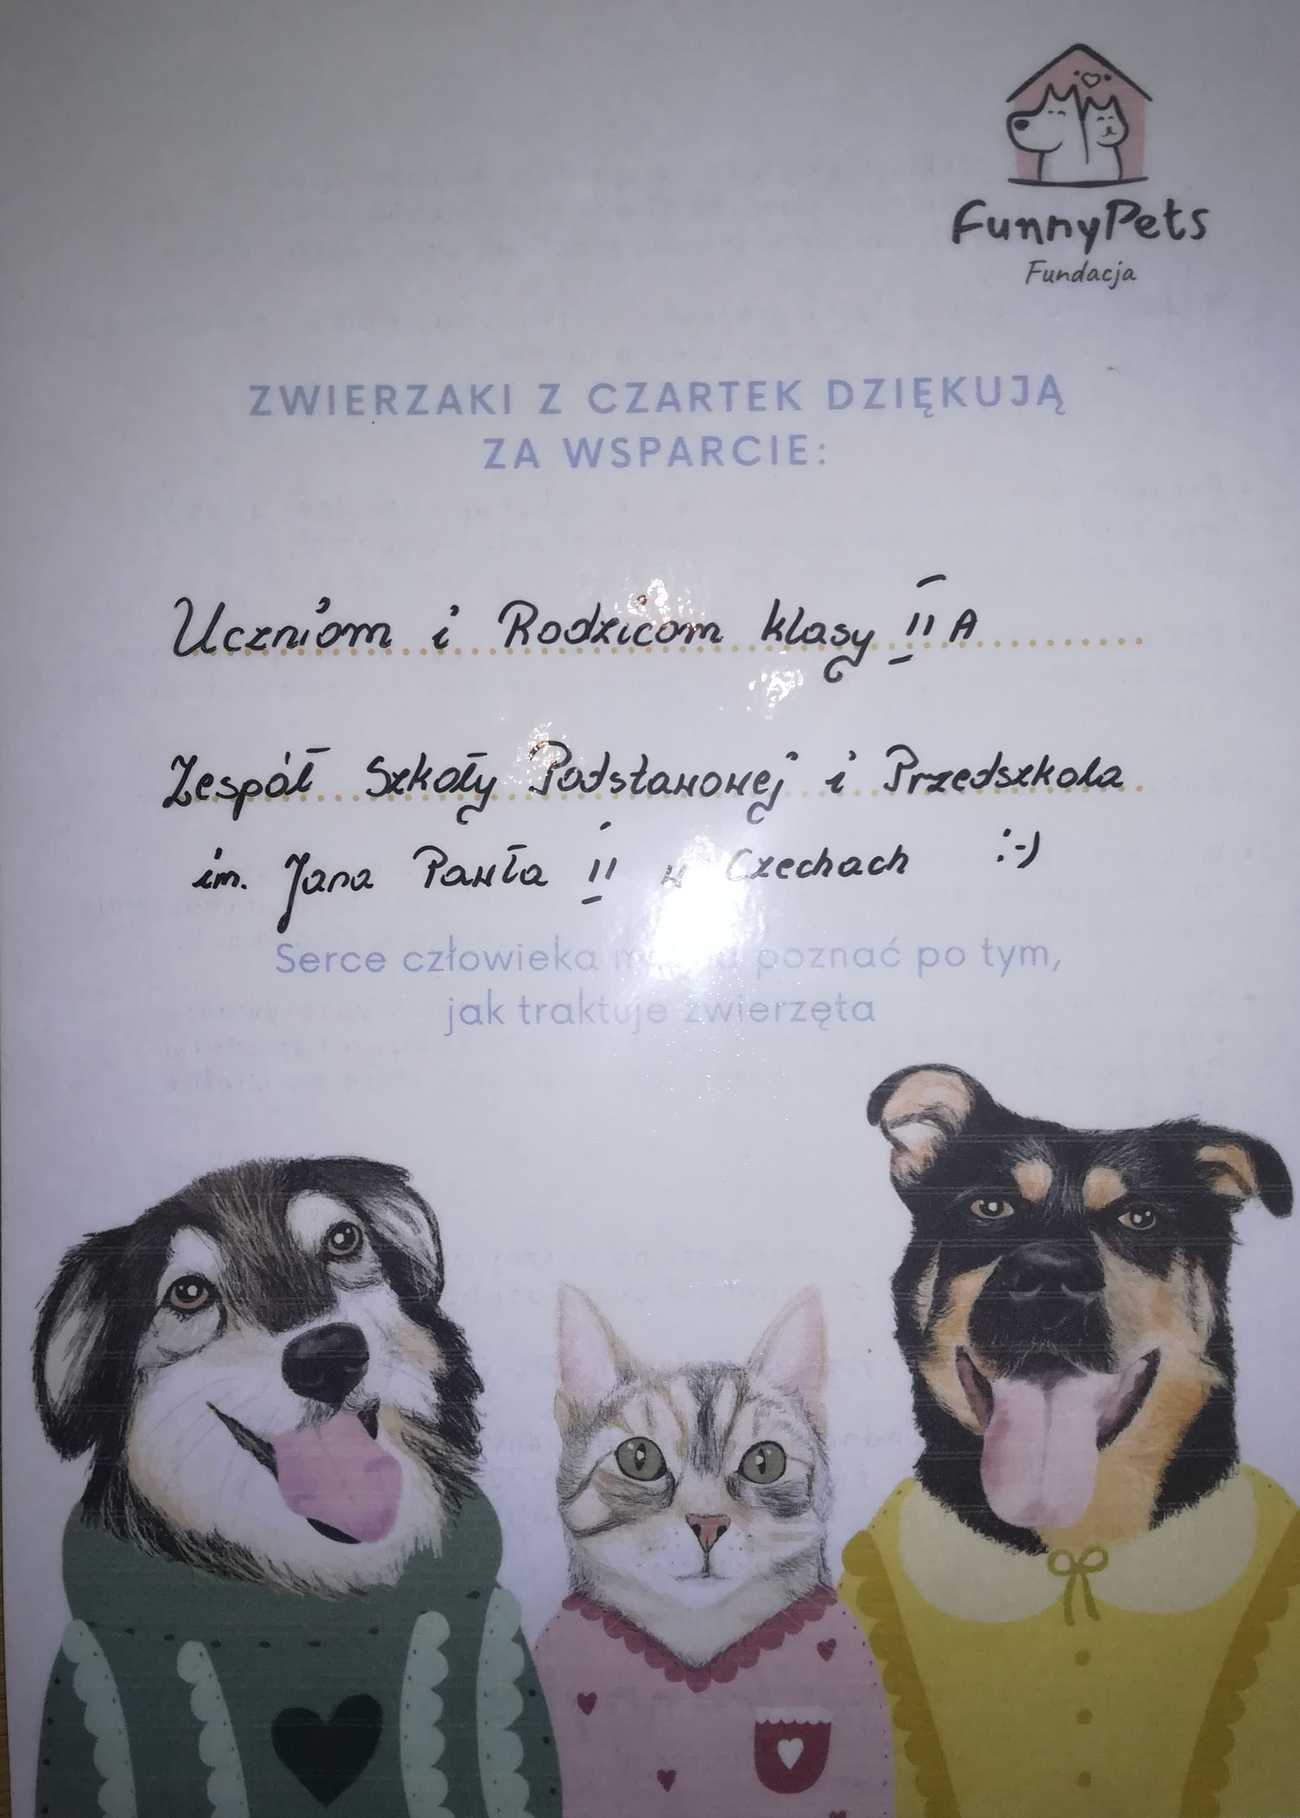 FunnyPets
Fundacja
ZWIERZAKI Z CZARTEK DZIĘKUJĄ
ZA WSPARCIE:
Uczniom i Rodzicom klasy II A
Zespół Szkoły Podstawowej i Przedszkola
im. Jana Pawła II w Czechach :-)
Serce człowieka można poznać po tym,
jak traktuje zwierzęta